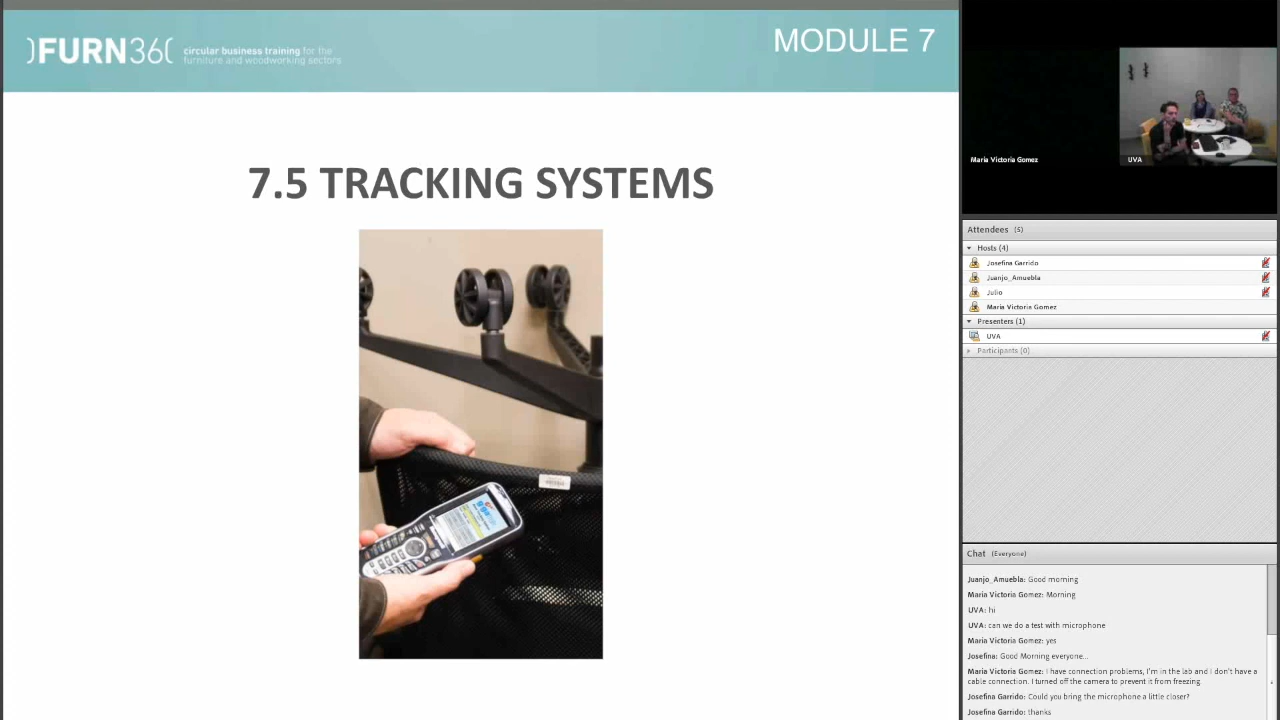 FURN360
circular business training for the
furniture and woodworking sectors
MODULE 7
7.5 TRACKING SYSTEMS
Maria Victoria Gomez
UVA
Attendees (5)
Hosts (4)
Josefina Garrido
Juanjo_Amuebla
Julio
Maria Victoria Gomez
Presenters (1)
UVA
Participants (0)
Chat (Everyone)
Juanjo_Amuebla: Good morning
Maria Victoria Gomez: Morning
UVA: hi
UVA: can we do a test with microphone
Maria Victoria Gomez: yes
Josefina: Good Morning everyone...
Maria Victoria Gomez: I have connection problems, I'm in the lab and I don't have a
cable connection. I turned off the camera to prevent it from freezing.
Josefina Garrido: Could you bring the microphone a little closer?
Josefina Garrido: thanks